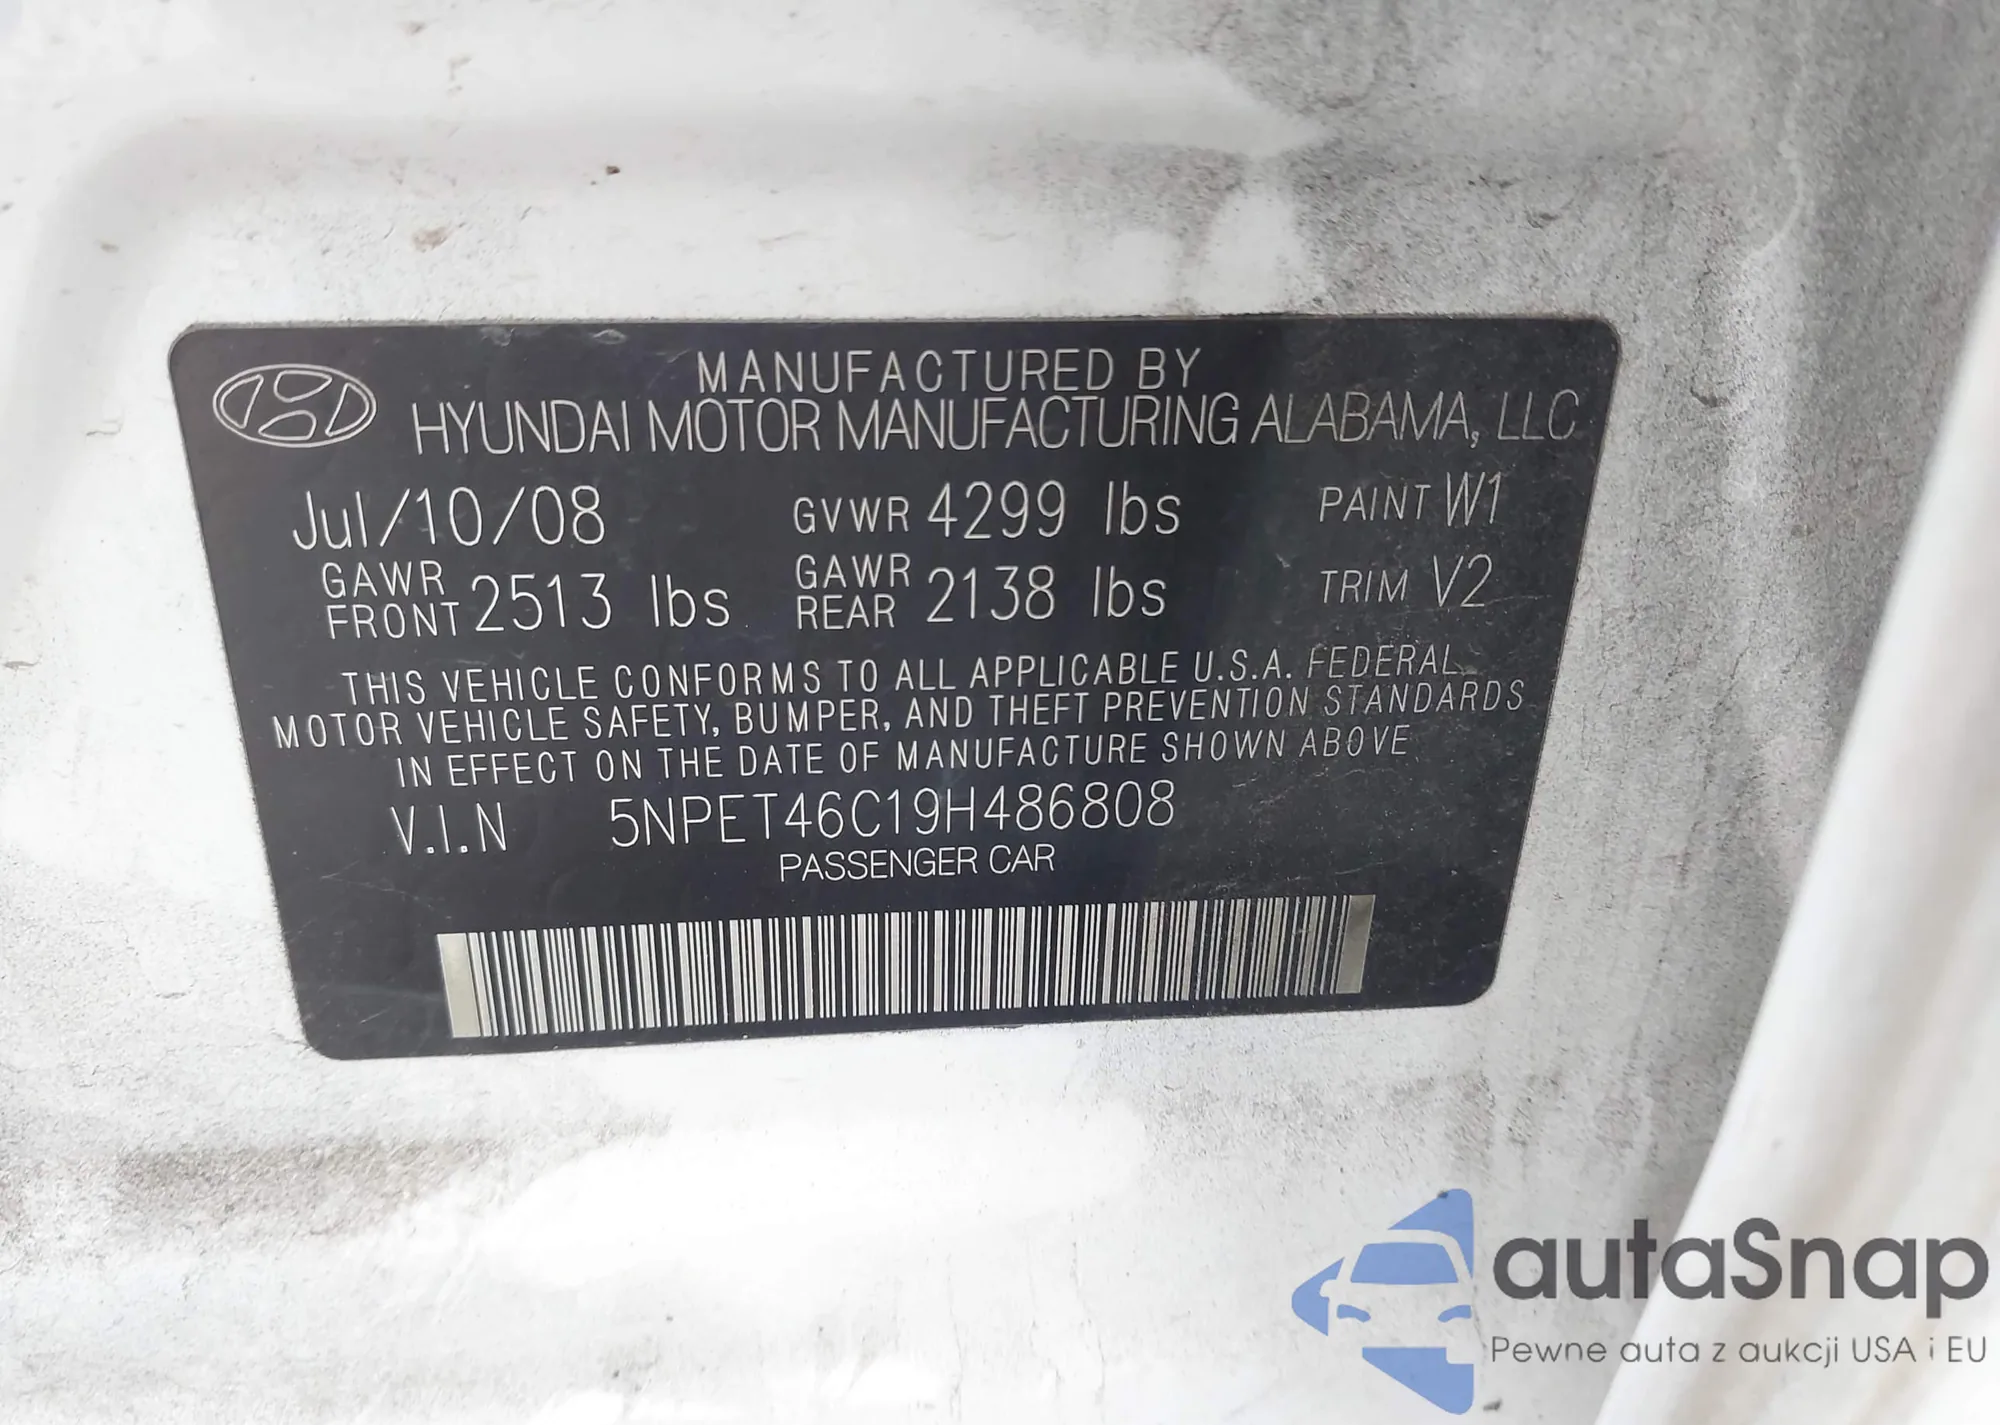 MANUFACTURED BY
HYUNDAI MOTOR MANUFACTURING ALABAMA, LLC
Jul/10/08 GVWR 4299 lbs PAINT W1
GAWR FRONT 2513 lbs GAWR REAR 2138 lbs TRIM V2
THIS VEHICLE CONFORMS TO ALL APPLICABLE U.S.A. FEDERAL
MOTOR VEHICLE SAFETY, BUMPER, AND THEFT PREVENTION STANDARDS
IN EFFECT ON THE DATE OF MANUFACTURE SHOWN ABOVE
V.I.N 5NPET46C19H486808
PASSENGER CAR
autaSnap
Pewne auta z aukcji USA i EU